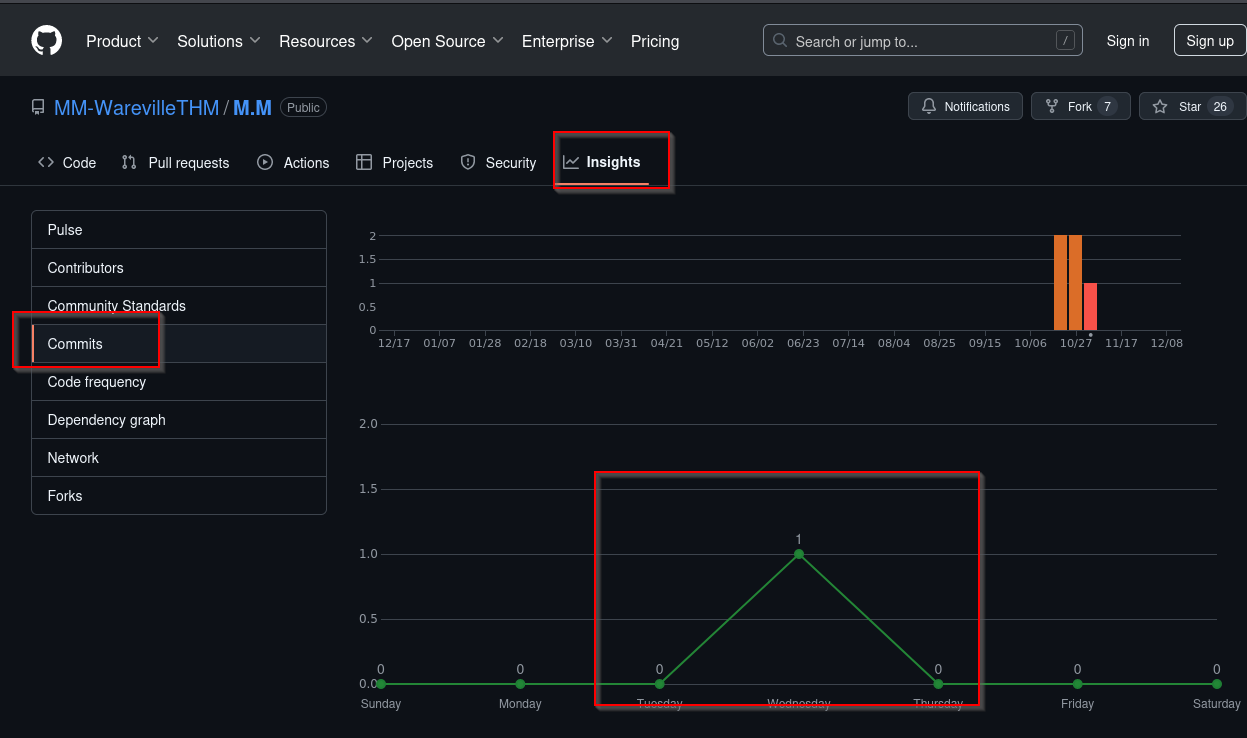 Product Solutions Resources Open Source Enterprise Pricing Search or jump to... / Sign in Sign up
MM-WarevilleTHM / M.M Public Notifications Fork 7 Star 26
Code Pull requests Actions Projects Security Insights
Pulse
Contributors
Community Standards
Commits
Code frequency
Dependency graph
Network
Forks
2
1.5
1
0.5
0
12/17 01/07 01/28 02/18 03/10 03/31 04/21 05/12 06/02 06/23 07/14 08/04 08/25 09/15 10/06 10/27 11/17 12/08
2.0
1.5
1
1.0
0.5
0 0 0 0 0 0
0.0
Sunday Monday Tuesday Wednesday Thursday Friday Saturday